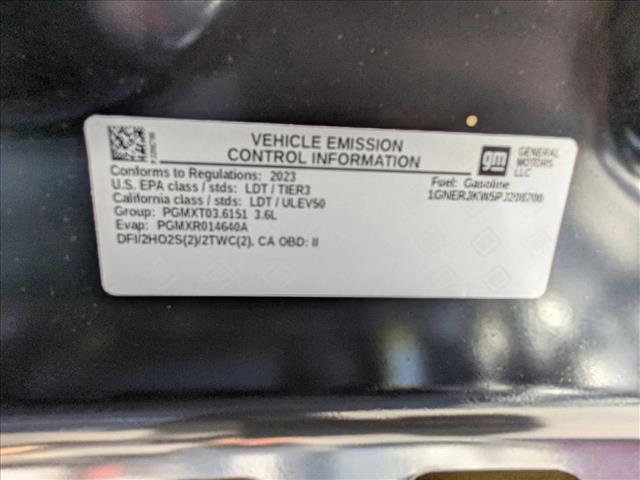 VEHICLE EMISSION
CONTROL INFORMATION
gm
GENERAL
MOTORS
LLC
Conforms to Regulations: 2023
U.S. EPA class / stds: LDT / TIER3
California class / stds: LDT / ULEV50
Group: PGMXT03.6151 3.6L
Evap: PGMXR014640A
DFI/2HO2S(2)/2TWC(2), CA OBD: II
Fuel: Gasoline